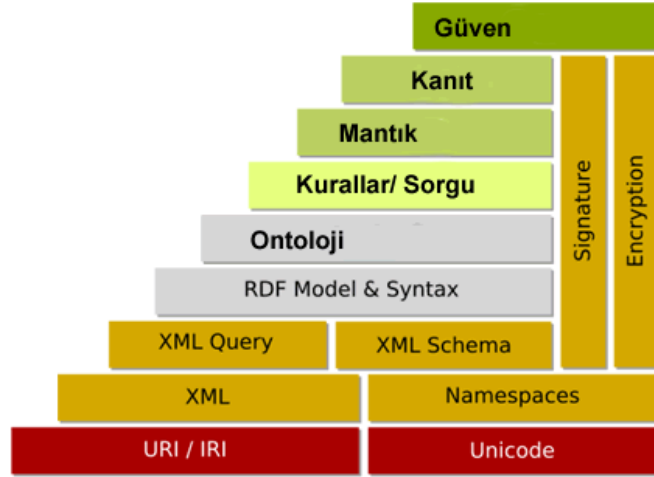 Güven
Kanıt
Mantık
Kurallar/ Sorgu
Ontoloji
RDF Model & Syntax
Signature
Encryption
XML Query
XML Schema
XML
Namespaces
URI / IRI
Unicode